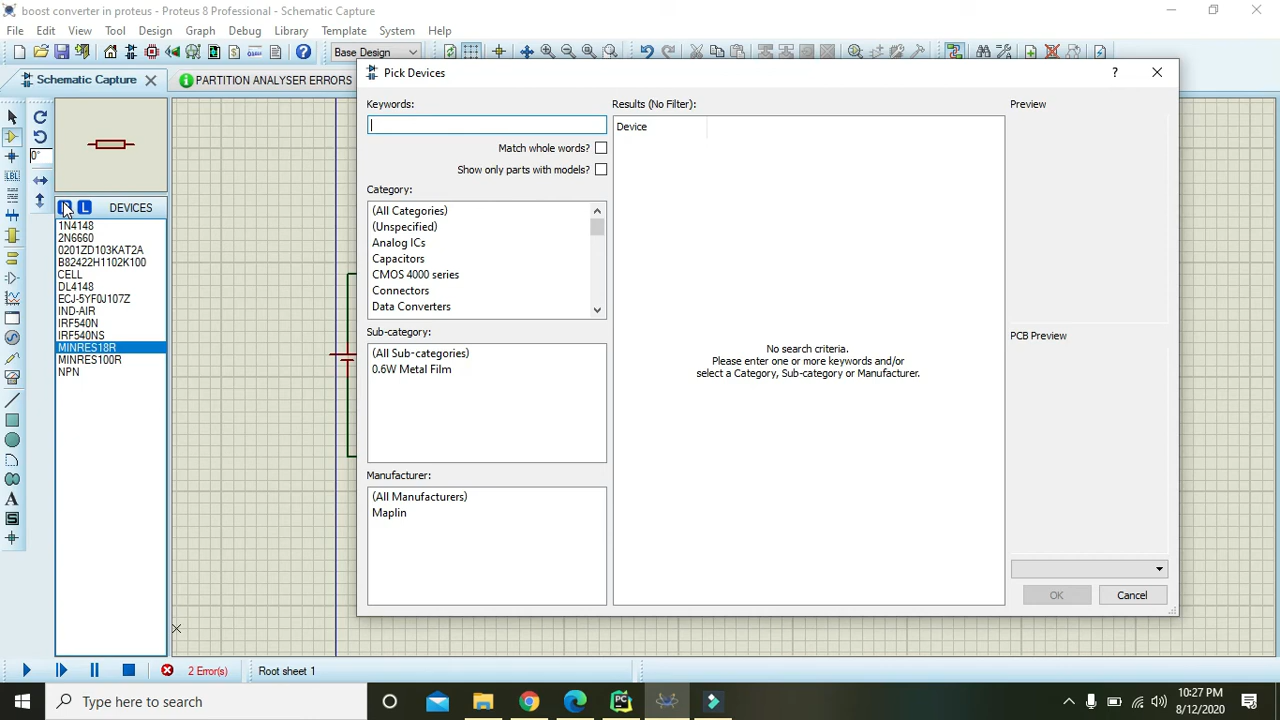 boost converter in proteus - Proteus 8 Professional - Schematic Capture
File Edit View Tool Design Graph Debug Library Template System Help
Base Design
Schematic Capture
PARTITION ANALYSER ERRORS
Pick Devices
Keywords:
Match whole words?
Show only parts with models?
Category:
(All Categories)
(Unspecified)
Analog ICs
Capacitors
CMOS 4000 series
Connectors
Data Converters
Sub-category:
(All Sub-categories)
0.6W Metal Film
Manufacturer:
(All Manufacturers)
Maplin
Results (No Filter):
Device
No search criteria.
Please enter one or more keywords and/or
select a Category, Sub-category or Manufacturer.
Preview
PCB Preview
OK Cancel
0°
LBL
L DEVICES
1N4148
2N6660
0201ZD103KAT2A
B82422H1102K100
CELL
DL4148
ECJ-5YF0J107Z
IND-AIR
IRF540N
IRF540NS
MINRES18R
MINRES100R
NPN
A
S
2 Error(s)
Root sheet 1
Type here to search
PC
10:27 PM
8/12/2020